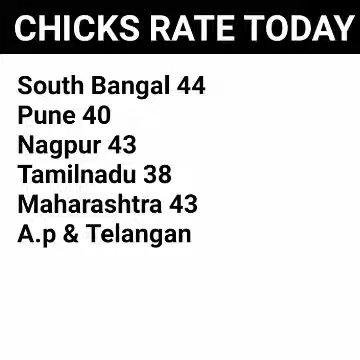 CHICKS RATE TODAY
South Bangal 44
Pune 40
Nagpur 43
Tamilnadu 38
Maharashtra 43
A.p & Telangan